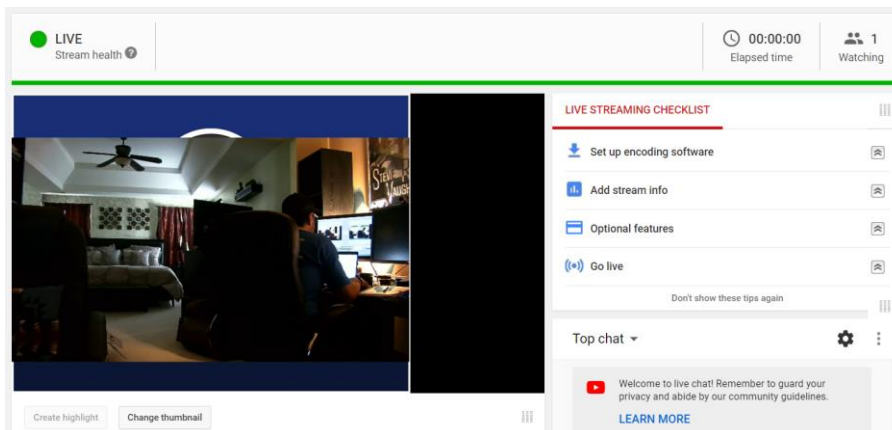 LIVE
Stream health
00:00:00
Elapsed time
1
Watching
LIVE STREAMING CHECKLIST
Set up encoding software
Add stream info
Optional features
Go live
Don't show these tips again
Top chat
Welcome to live chat! Remember to guard your
privacy and abide by our community guidelines.
LEARN MORE
Create highlight
Change thumbnail